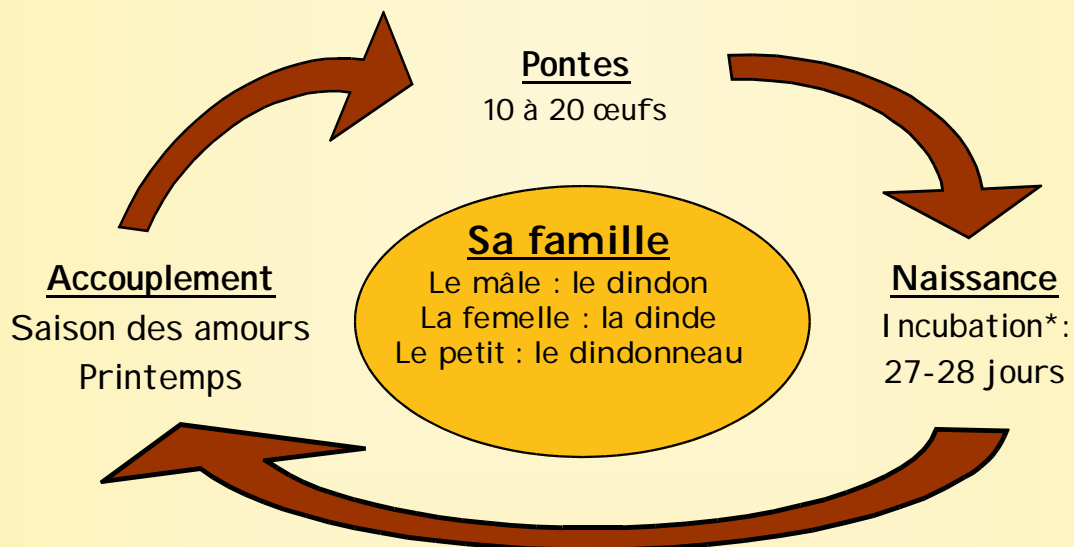 Pontes
10 à 20 œufs
Sa famille
Le mâle : le dindon
La femelle : la dinde
Le petit : le dindonneau
Accouplement
Saison des amours
Printemps
Naissance
Incubation*:
27-28 jours